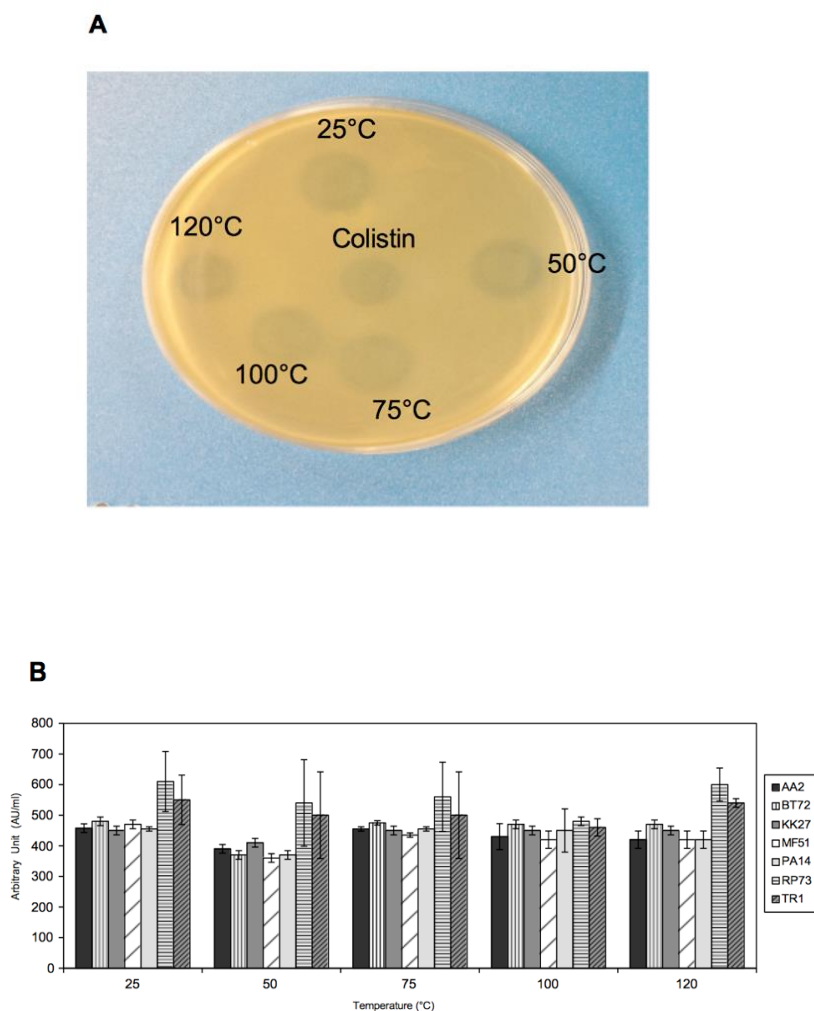 A
25°C
120°C
Colistin
50°C
100°C
75°C
B
800
700
600
500
400
300
200
100
0
Arbitrary Unit (AU/ml)
25
50
75
100
120
Temperature (°C)
AA2
BT72
KK27
MF51
PA14
RP73
TR1